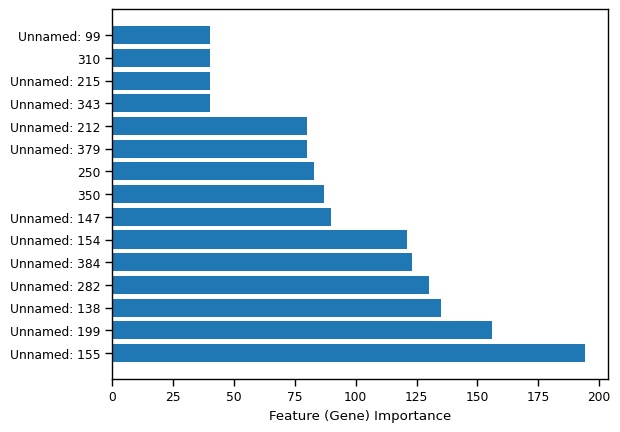 Unnamed: 99
310
Unnamed: 215
Unnamed: 343
Unnamed: 212
Unnamed: 379
250
350
Unnamed: 147
Unnamed: 154
Unnamed: 384
Unnamed: 282
Unnamed: 138
Unnamed: 199
Unnamed: 155
0 25 50 75 100 125 150 175 200
Feature (Gene) Importance